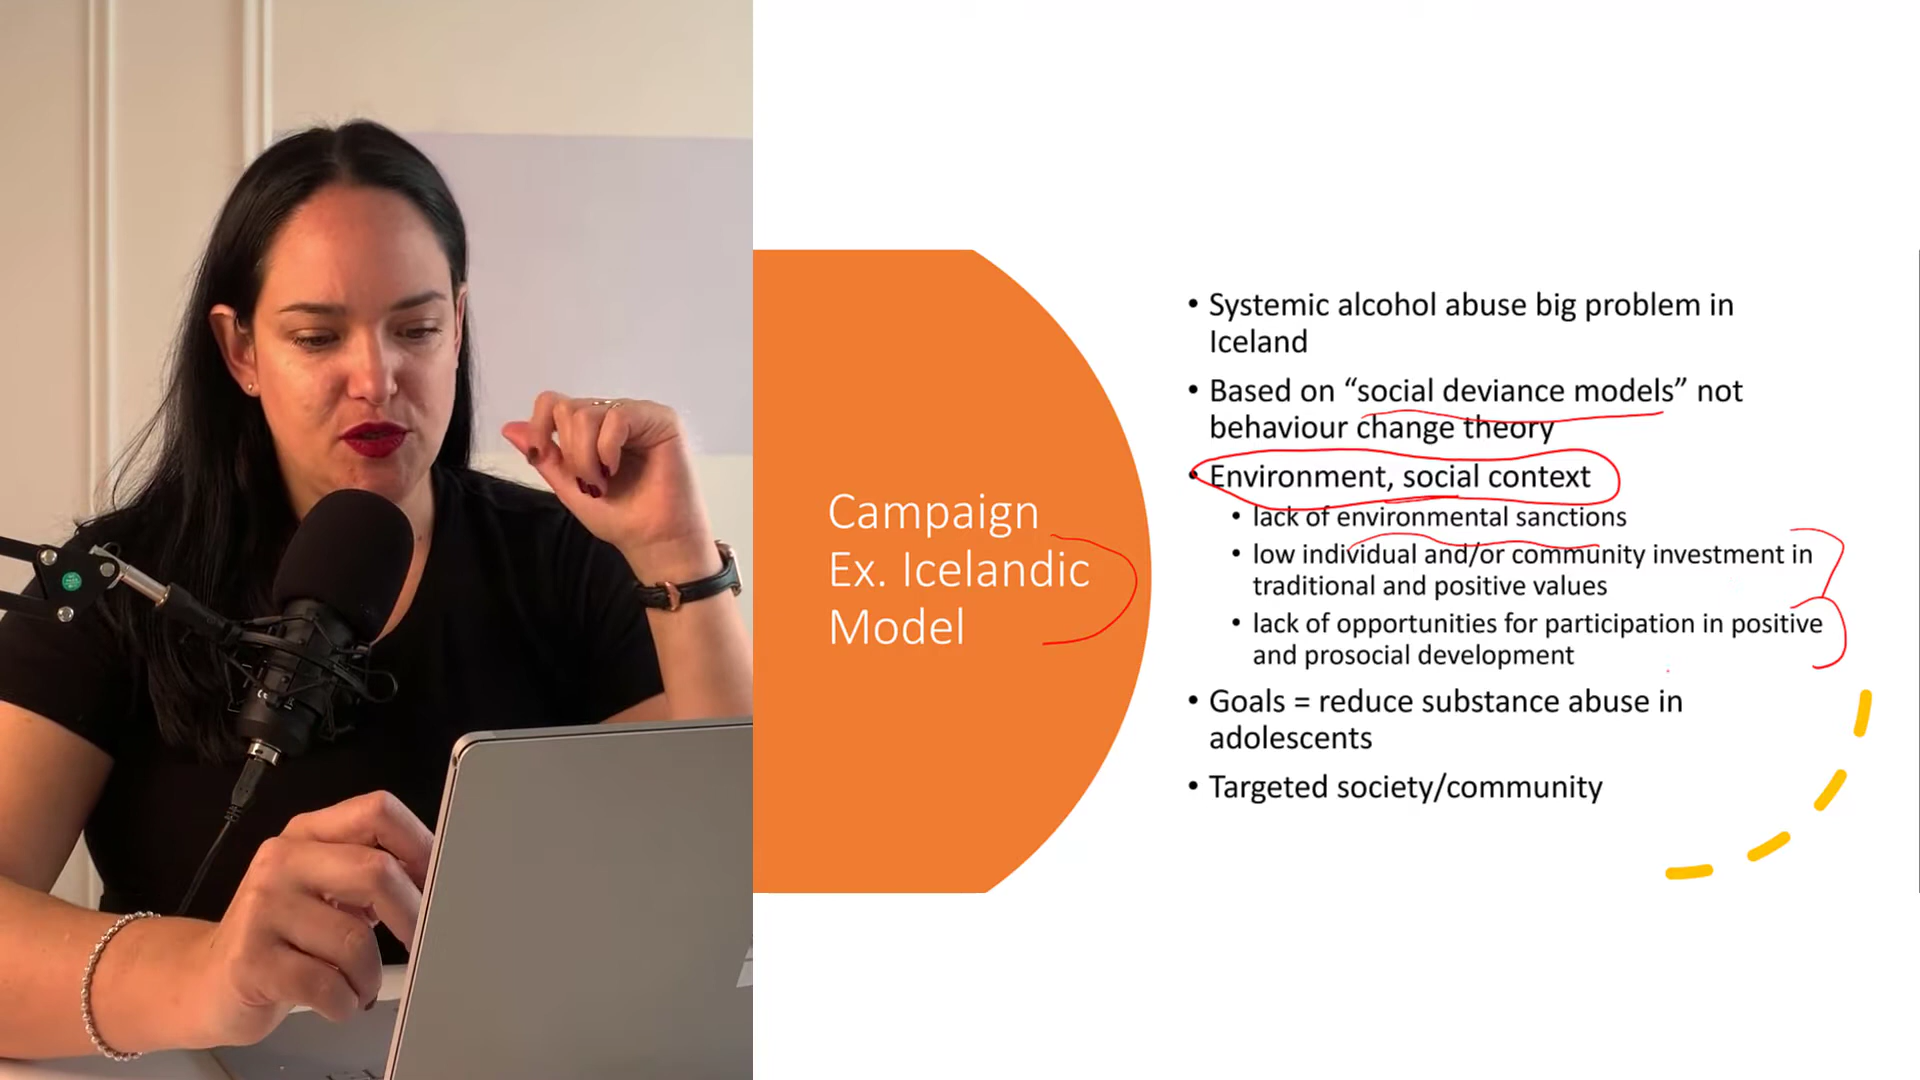 Campaign
Ex. Icelandic
Model
• Systemic alcohol abuse big problem in
Iceland
• Based on “social deviance models” not
behaviour change theory
• Environment, social context
• lack of environmental sanctions
• low individual and/or community investment in
traditional and positive values
• lack of opportunities for participation in positive
and prosocial development
• Goals = reduce substance abuse in
adolescents
• Targeted society/community